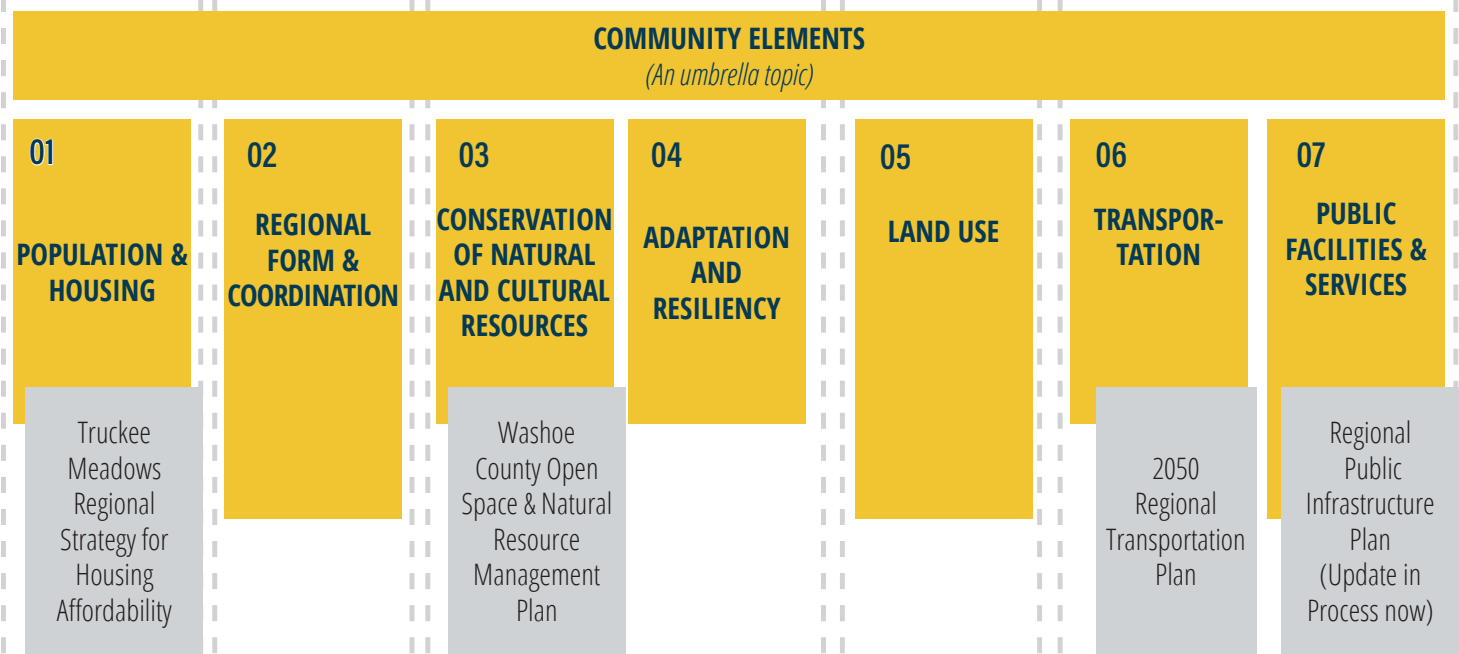 COMMUNITY ELEMENTS
(An umbrella topic)
01
POPULATION &
HOUSING
Truckee
Meadows
Regional
Strategy for
Housing
Affordability
02
REGIONAL
FORM &
COORDINATION
03
CONSERVATION
OF NATURAL
AND CULTURAL
RESOURCES
Washoe
County Open
Space & Natural
Resource
Management
Plan
04
ADAPTATION
AND
RESILIENCY
05
LAND USE
06
TRANSPOR-
TATION
2050
Regional
Transportation
Plan
07
PUBLIC
FACILITIES &
SERVICES
Regional
Public
Infrastructure
Plan
(Update in
Process now)